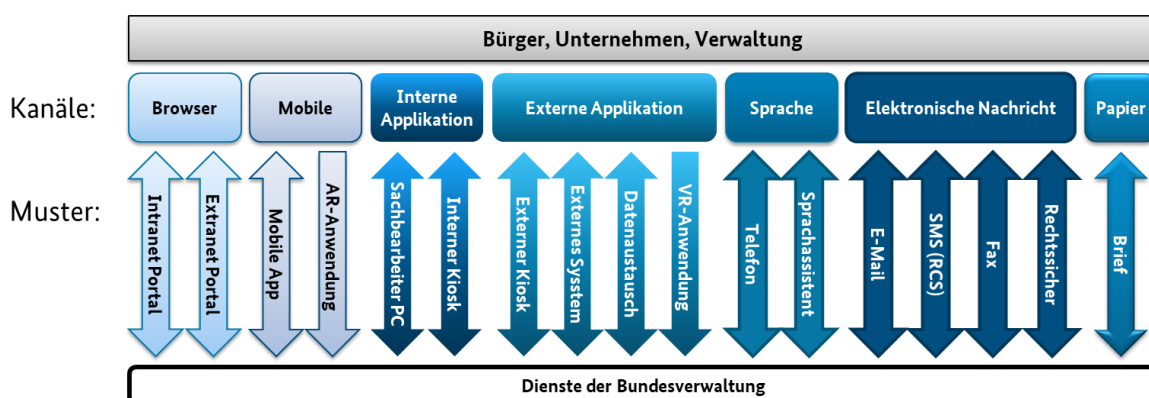 Bürger, Unternehmen, Verwaltung
Kanäle:
Browser
Mobile
Interne
Applikation
Externe Applikation
Sprache
Elektronische Nachricht
Papier
Muster:
Intranet Portal
Extranet Portal
Mobile App
AR-Anwendung
Sachbearbeiter PC
Interner Kiosk
Externer Kiosk
Externes Sysstem
Datenaustausch
VR-Anwendung
Telefon
Sprachassistent
E-Mail
SMS (RCS)
Fax
Rechtssicher
Brief
Dienste der Bundesverwaltung